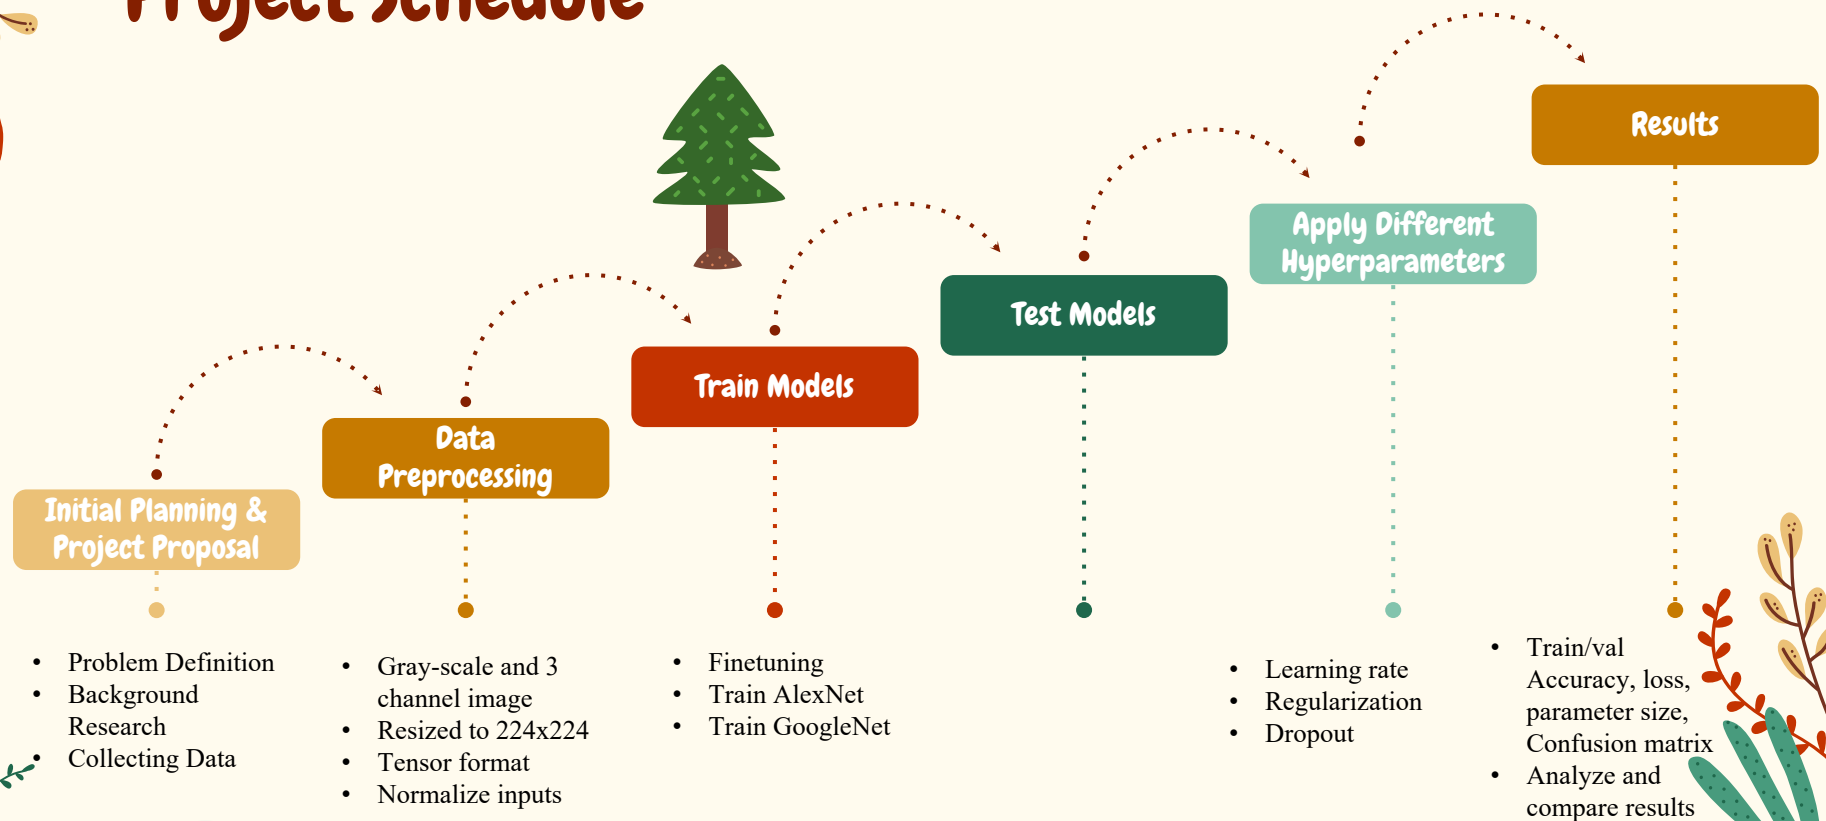 Project Schedule
Results
Apply Different
Hyperparameters
Test Models
Train Models
Data
Preprocessing
Initial Planning &
Project Proposal
• Problem Definition
• Background
Research
• Collecting Data
• Gray-scale and 3
channel image
• Resized to 224x224
• Tensor format
• Normalize inputs
• Finetuning
• Train AlexNet
• Train GoogleNet
• Learning rate
• Regularization
• Dropout
• Train/val
Accuracy, loss,
parameter size,
Confusion matrix
• Analyze and
compare results